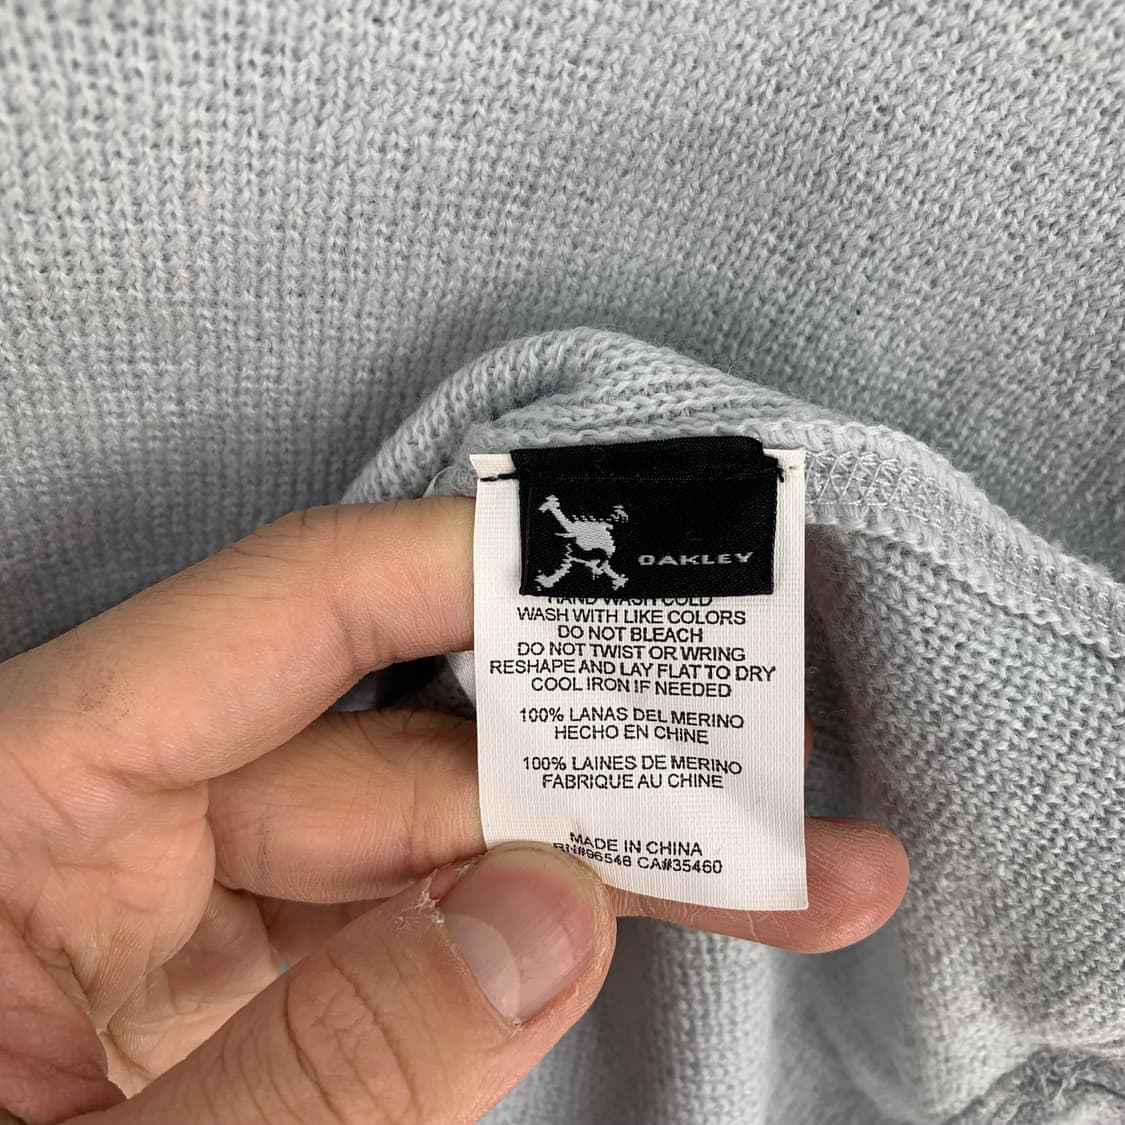 OAKLEY
HAND WASH COLD
WASH WITH LIKE COLORS
DO NOT BLEACH
DO NOT TWIST OR WRING
RESHAPE AND LAY FLAT TO DRY
COOL IRON IF NEEDED
100% LANAS DEL MERINO
HECHO EN CHINE
100% LAINES DE MERINO
FABRIQUE AU CHINE
MADE IN CHINA
RN#96548 CA#35460